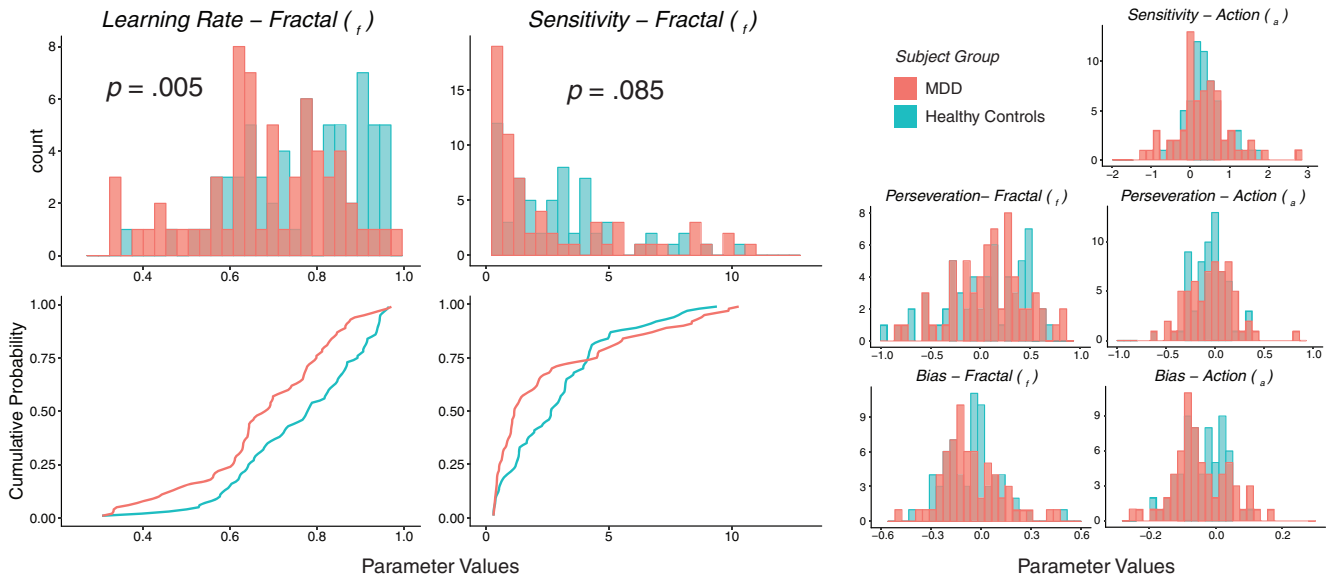 Learning Rate – Fractal ( f )
8
6
4
2
0
count
p = .005
0.4 0.6 0.8 1.0
Sensitivity – Fractal ( f )
15
10
5
0
p = .085
0 5 10
1.00
0.75
0.50
0.25
0.00
Cumulative Probability
0.4 0.6 0.8 1.0
1.00
0.75
0.50
0.25
0.00
0 5 10
Parameter Values
Subject Group
MDD
Healthy Controls
Sensitivity – Action ( a )
10
5
0
−2 −1 0 1 2 3
Perseveration– Fractal ( f )
8
6
4
2
0
-1.0 -0.5 0.0 0.5 1.0
Perseveration - Action ( a )
10
5
0
-1.0 -0.5 0.0 0.5 1.0
Bias – Fractal ( f )
9
6
3
0
−0.6 −0.3 0.0 0.3 0.6
Bias – Action ( a )
9
6
3
0
−0.2 0.0 0.2
Parameter Values